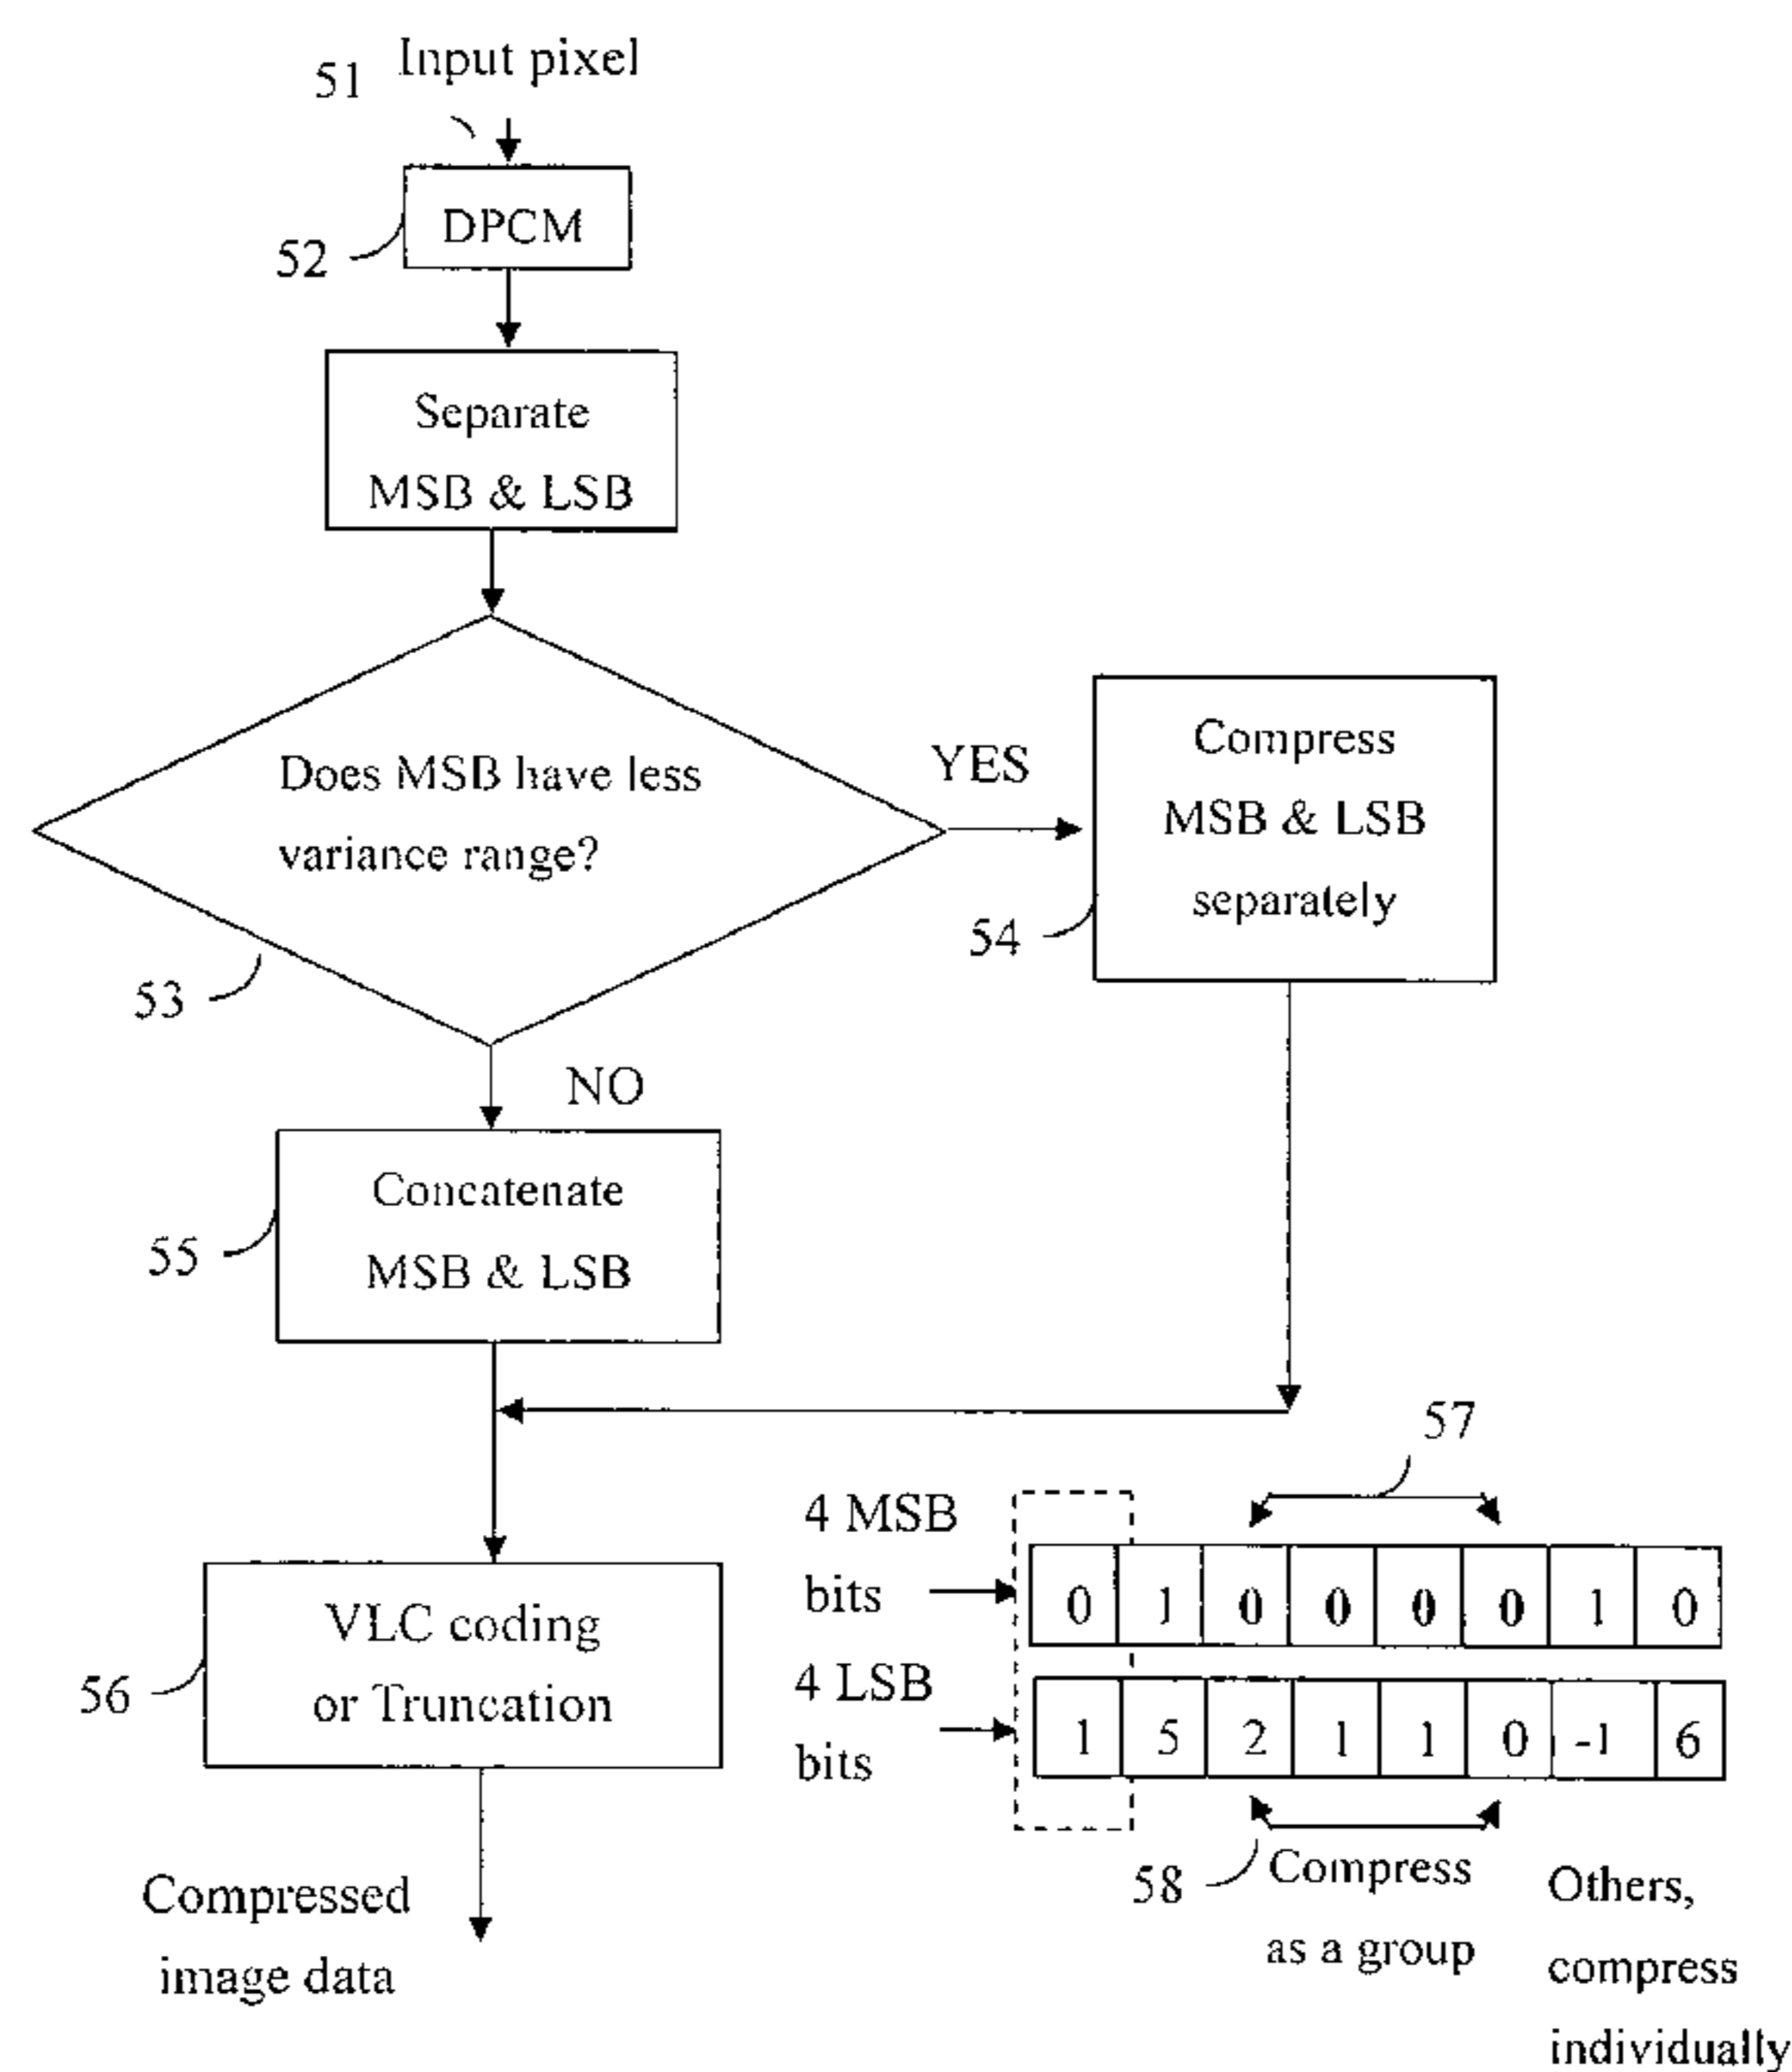 Input pixel
51
DPCM
52
Separate
MSB & LSB
Does MSB have less
variance range?
53
YES
Compress
MSB & LSB
separately
54
NO
Concatenate
MSB & LSB
55
VLC coding
or Truncation
56
Compressed
image data
57
4 MSB
bits
0 1 0 0 0 0 1 0
4 LSB
bits
1 5 2 1 1 0 -1 6
58
Compress
as a group
Others,
compress
individually